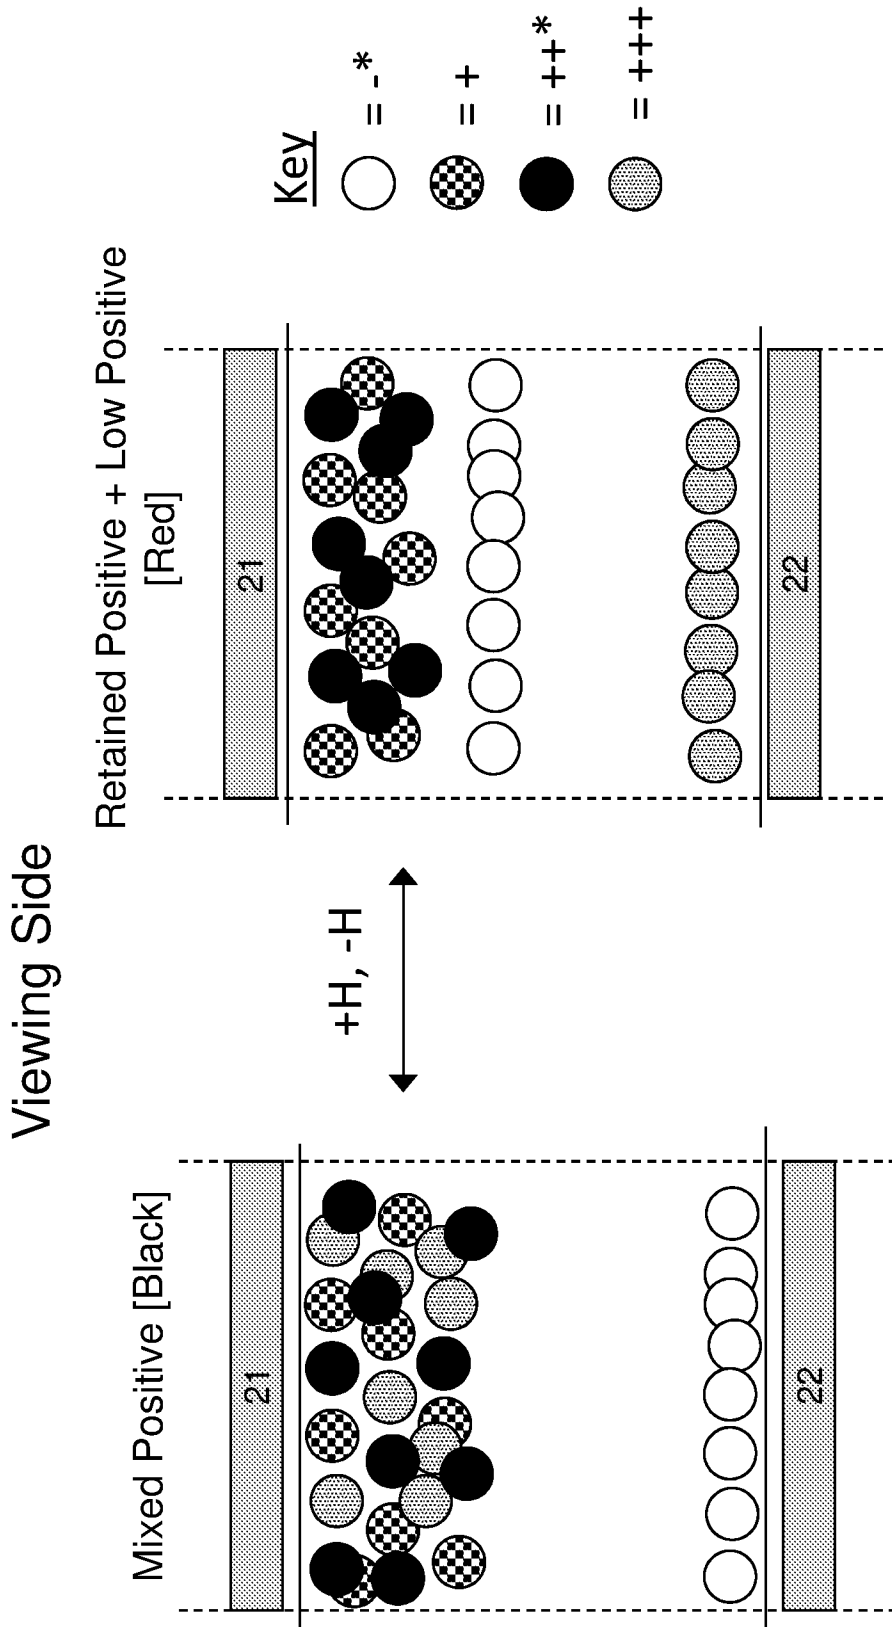 Viewing Side
Mixed Positive [Black]
21
22
+H, -H
Retained Positive + Low Positive
[Red]
21
22
Key
= -*
= +
= ++*
= +++